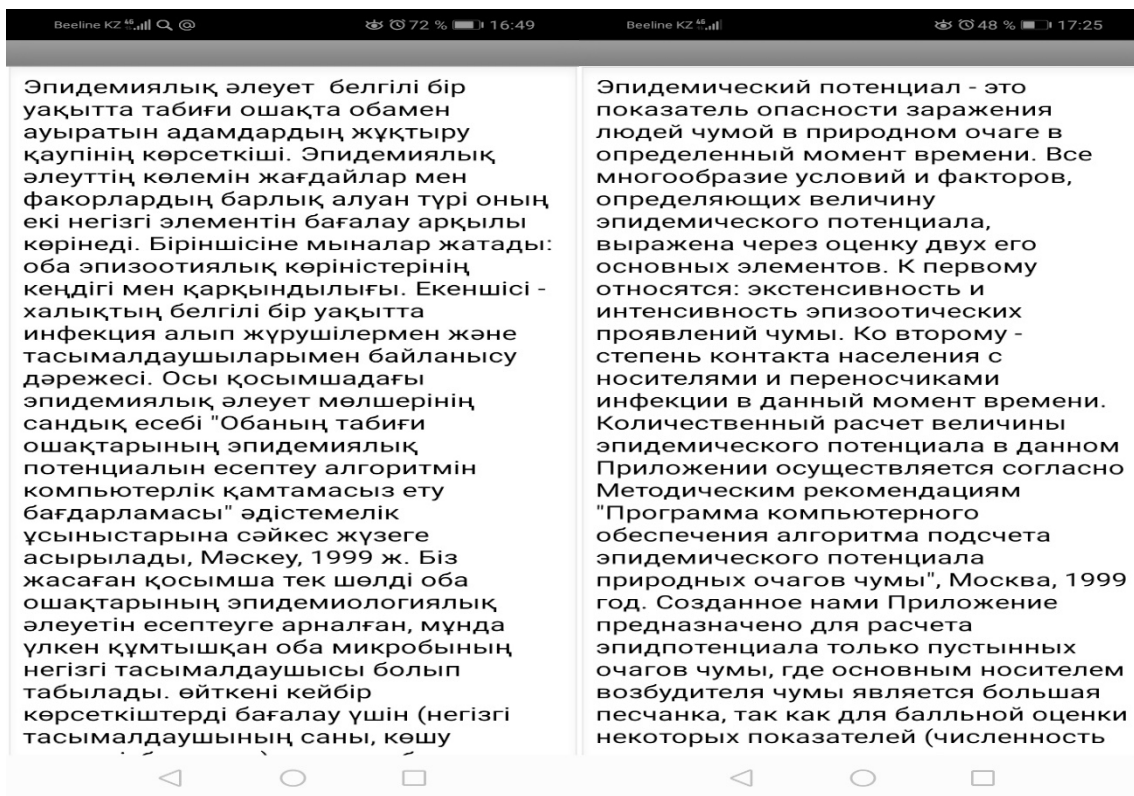 Beeline KZ 46 @ 72 % 16:49
Эпидемиялық әлеует белгілі бір
уақытта табиғи ошақта обамен
ауыратын адамдардың жұқтыру
қаупінің көрсеткіші. Эпидемиялық
әлеуттің көлемін жағдайлар мен
факорлардың барлық алуан түрі оның
екі негізгі элементін бағалау арқылы
көрінеді. Біріншісіне мыналар жатады:
оба эпизоотиялық көріністерінің
кеңдігі мен қарқындылығы. Екеншісі -
халықтың белгілі бір уақытта
инфекция алып жүрушілермен және
тасымалдаушыларымен байланысу
дәрежесі. Осы қосымшадағы
эпидемиялық әлеует мөлшерінің
сандық есебі "Обаның табиғи
ошақтарының эпидемиялық
потенциалын есептеу алгоритмін
компьютерлік қамтамасыз ету
бағдарламасы" әдістемелік
ұсыныстарына сәйкес жүзеге
асырылады, Мәскеу, 1999 ж. Біз
жасаған қосымша тек шөлді оба
ошақтарының эпидемиологиялық
әлеуетін есептеуге арналған, мұнда
үлкен құмтышқан оба микробының
негізгі тасымалдаушысы болып
табылады. өйткені кейбір
көрсеткіштерді бағалау үшін (негізгі
тасымалдаушының саны, көшу
Beeline KZ 46 48 % 17:25
Эпидемический потенциал - это
показатель опасности заражения
людей чумой в природном очаге в
определенный момент времени. Все
многообразие условий и факторов,
определяющих величину
эпидемического потенциала,
выражена через оценку двух его
основных элементов. К первому
относятся: экстенсивность и
интенсивность эпизоотических
проявлений чумы. Ко второму -
степень контакта населения с
носителями и переносчиками
инфекции в данный момент времени.
Количественный расчет величины
эпидемического потенциала в данном
Приложении осуществляется согласно
Методическим рекомендациям
"Программа компьютерного
обеспечения алгоритма подсчета
эпидемического потенциала
природных очагов чумы", Москва, 1999
год. Созданное нами Приложение
предназначено для расчета
эпидпотенциала только пустынных
очагов чумы, где основным носителем
возбудителя чумы является большая
песчанка, так как для балльной оценки
некоторых показателей (численность